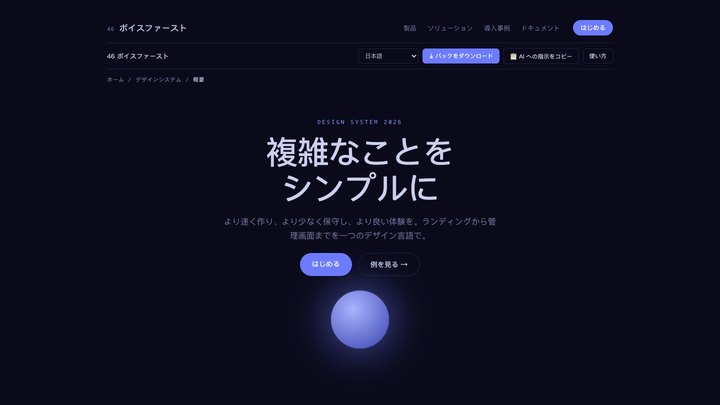 46 ボイスファースト
製品 ソリューション 導入事例 ドキュメント はじめる
46 ボイスファースト
日本語 パックをダウンロード AI への指示をコピー 使い方
ホーム / デザインシステム / 概要
DESIGN SYSTEM 2026
複雑なことを
シンプルに
より速く作り、より少なく保守し、より良い体験を。ランディングから管
理画面までを一つのデザイン言語で。
はじめる 例を見る →